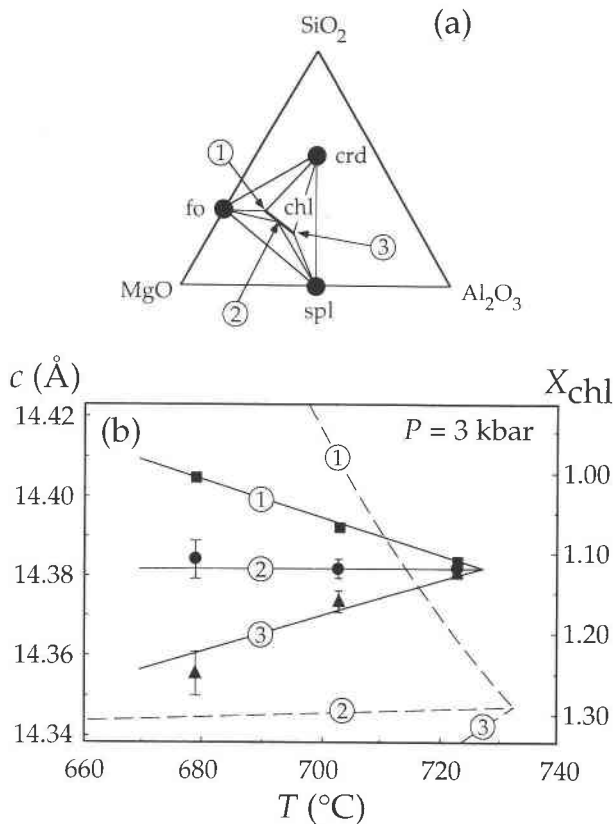 (a)
SiO2
① crd
fo chl
③
MgO Al2O3
② spl
c (Å) Xchl
14.42 (b) ① P = 3 kbar
14.40 ① 1.00
14.38 ② 1.10
③ 1.20
14.36
② ③ 1.30
14.34
660 680 700 720 740
T (°C)